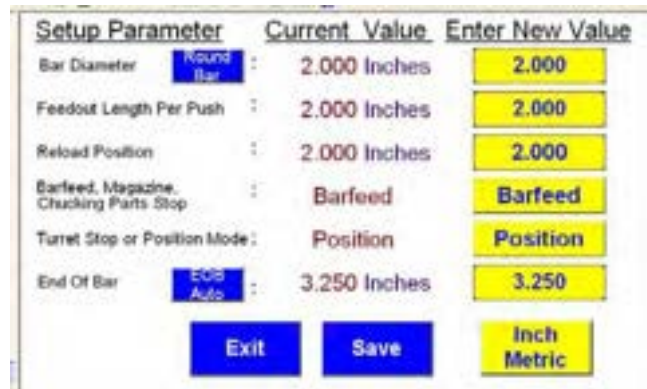 Setup Parameter Current Value Enter New Value
Bar Diameter Round Bar : 2.000 Inches 2.000
Feedout Length Per Push : 2.000 Inches 2.000
Reload Position : 2.000 Inches 2.000
Barfeed, Magazine,
Chucking Parts Stop : Barfeed Barfeed
Turret Stop or Position Mode : Position Position
End Of Bar EOB Auto : 3.250 Inches 3.250
Exit Save Inch
Metric